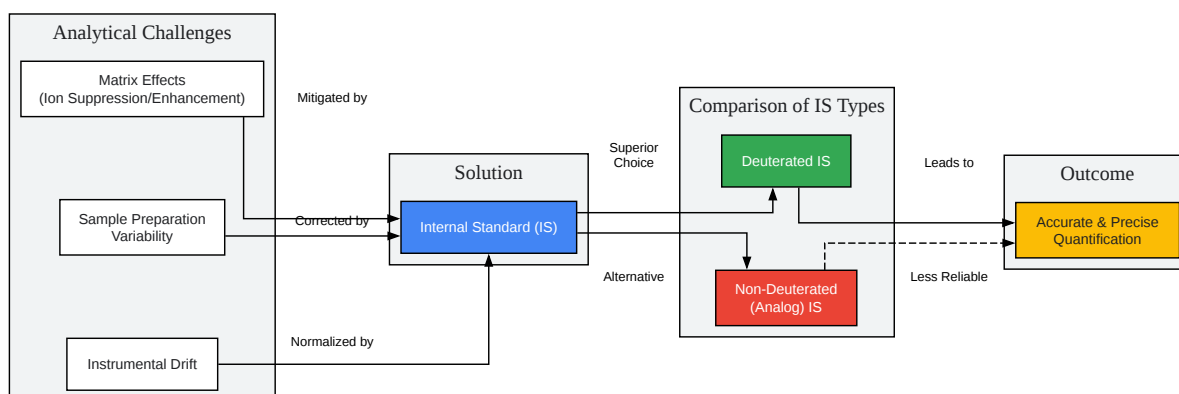 Analytical Challenges
Matrix Effects
(Ion Suppression/Enhancement)
Mitigated by
Sample Preparation
Variability
Corrected by
Instrumental Drift
Normalized by
Solution
Internal Standard (IS)
Superior
Choice
Alternative
Comparison of IS Types
Deuterated IS
Non-Deuterated
(Analog) IS
Leads to
Less Reliable
Outcome
Accurate & Precise
Quantification